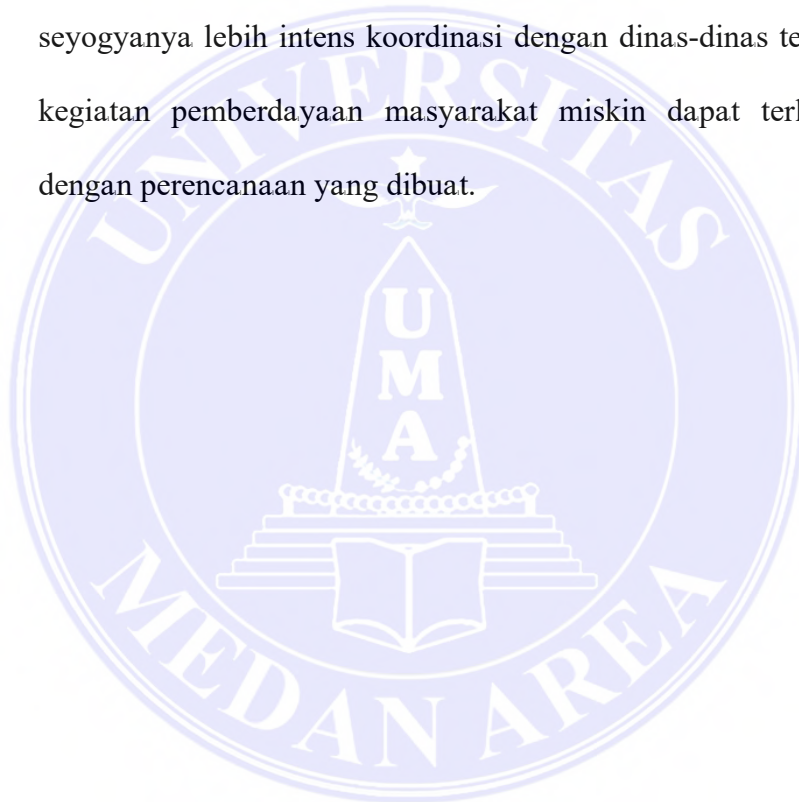 seyogyanya lebih intens koordinasi dengan dinas-dinas
kegiatan pemberdayaan masyarakat miskin dapat
dengan perencanaan yang dibuat.
UNIVERSITAS
U
M
A
MEDAN AREA